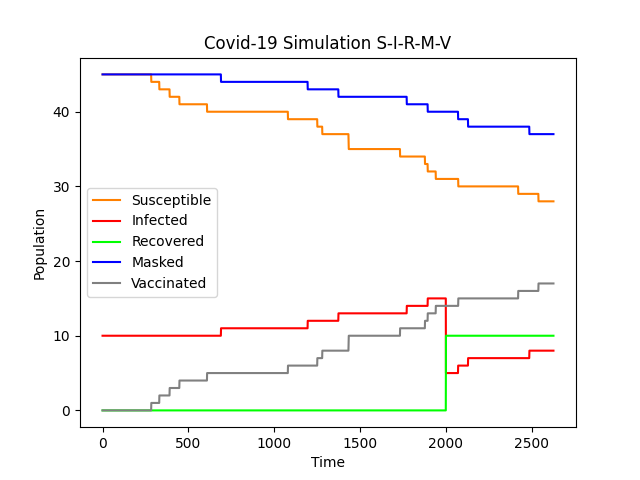 Covid-19 Simulation S-I-R-M-V
Population
40
30
20
10
0
Susceptible
Infected
Recovered
Masked
Vaccinated
0 500 1000 1500 2000 2500
Time